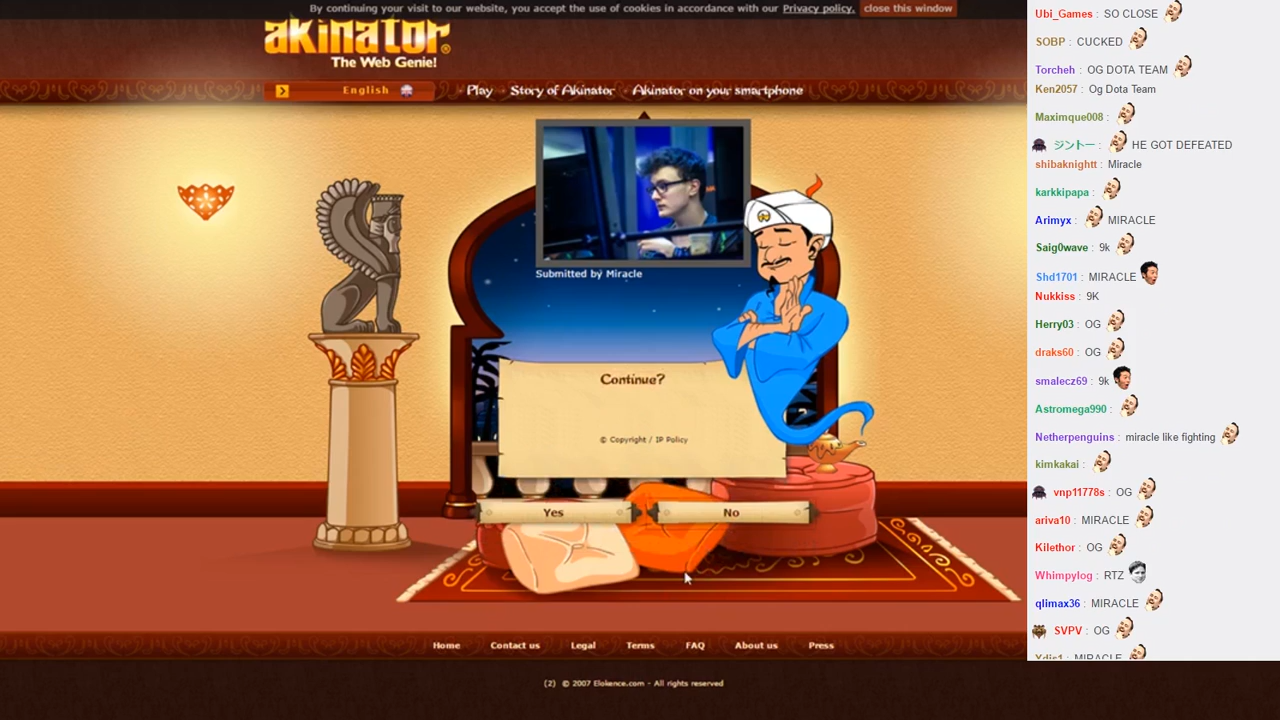 By continuing your visit to our website, you accept the use of cookies in accordance with our Privacy policy. close this window
akinator®
The Web Genie!
English
Play
Story of Akinator
Akinator on your smartphone
Submitted by Miracle
Continue?
© Copyright / IP Policy
Yes
No
Home
Contact us
Legal
Terms
FAQ
About us
Press
(2) © 2007 Elokence.com - All rights reserved
Ubi_Games : SO CLOSE
SOBP : CUCKED
Torcheh : OG DOTA TEAM
Ken2057 : Og Dota Team
Maximque008 :
ジントー : HE GOT DEFEATED
shibaknightt : Miracle
karkkipapa :
Arimyx : MIRACLE
Saig0wave : 9k
Shd1701 : MIRACLE
Nukkiss : 9K
Herry03 : OG
draks60 : OG
smalecz69 : 9k
Astromega990 :
Netherpenguins : miracle like fighting
kimkakai :
vnp11778s : OG
ariva10 : MIRACLE
Kilethor : OG
Whimpylog : RTZ
qlimax36 : MIRACLE
SVPV : OG
Ydis1 : MIRACLE